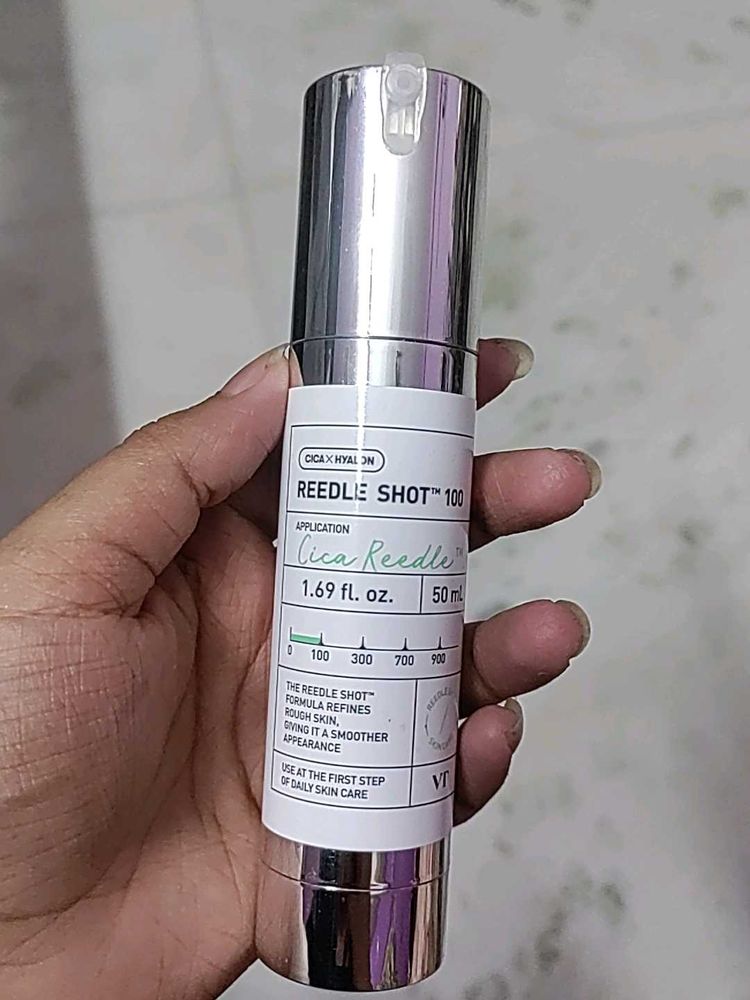 CICA X HYALON
REEDLE SHOT™ 100
APPLICATION
Cica Reedle™
1.69 fl. oz.
50 mL
0 100 300 700 900
THE REEDLE SHOT™
FORMULA REFINES
ROUGH SKIN,
GIVING IT A SMOOTHER
APPEARANCE
USE AT THE FIRST STEP
OF DAILY SKIN CARE
VT